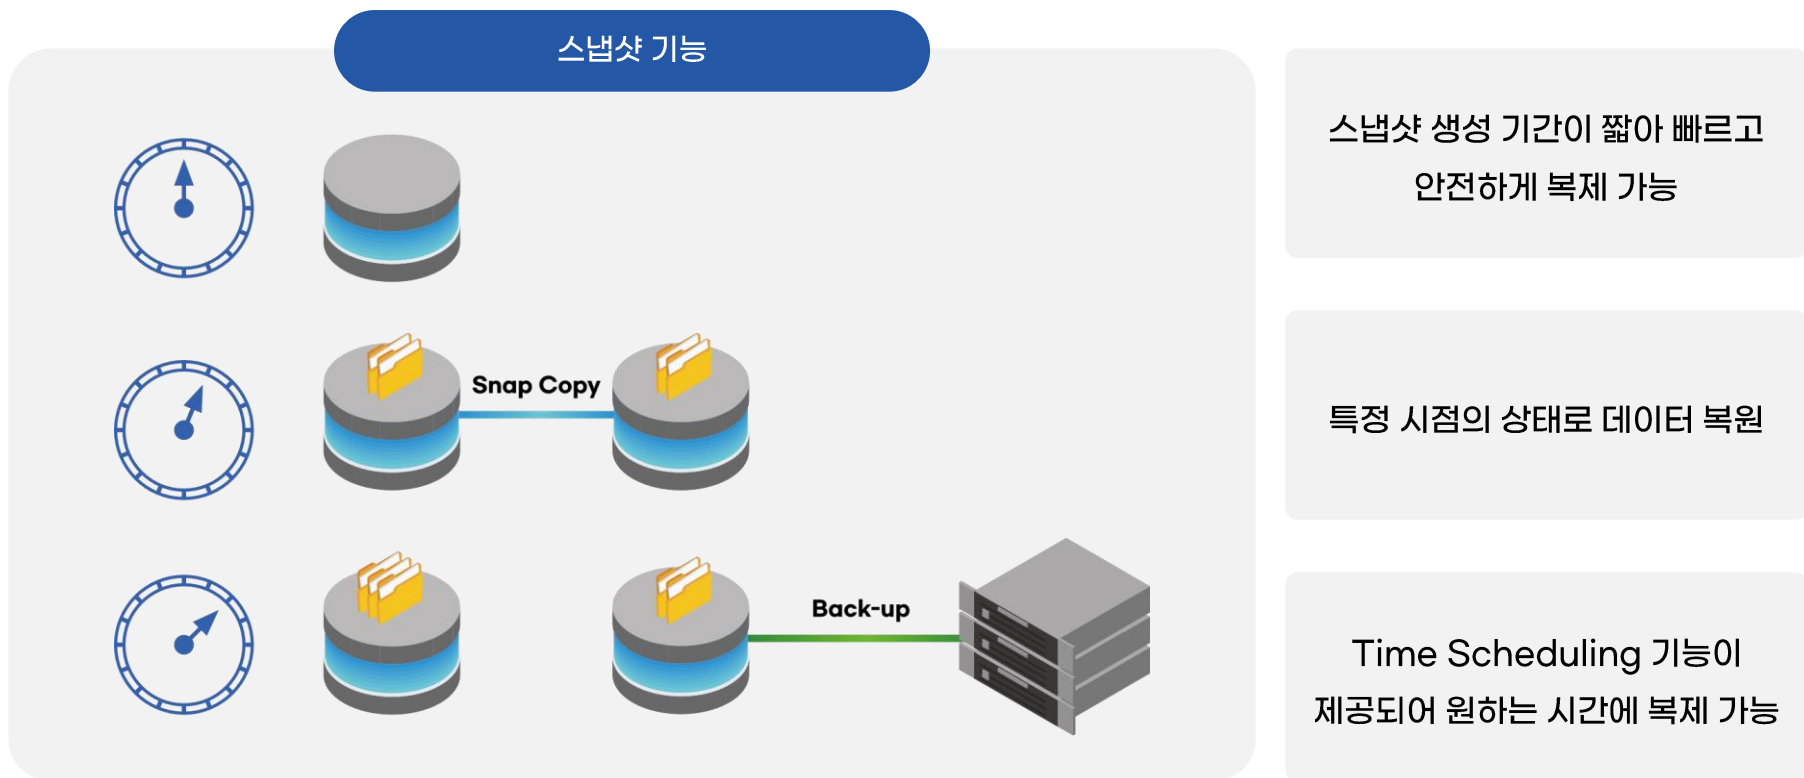 스냅샷 기능
Snap Copy
Back-up
스냅샷 생성 기간이 짧아 빠르고
안전하게 복제 가능
특정 시점의 상태로 데이터 복원
Time Scheduling 기능이
제공되어 원하는 시간에 복제 가능